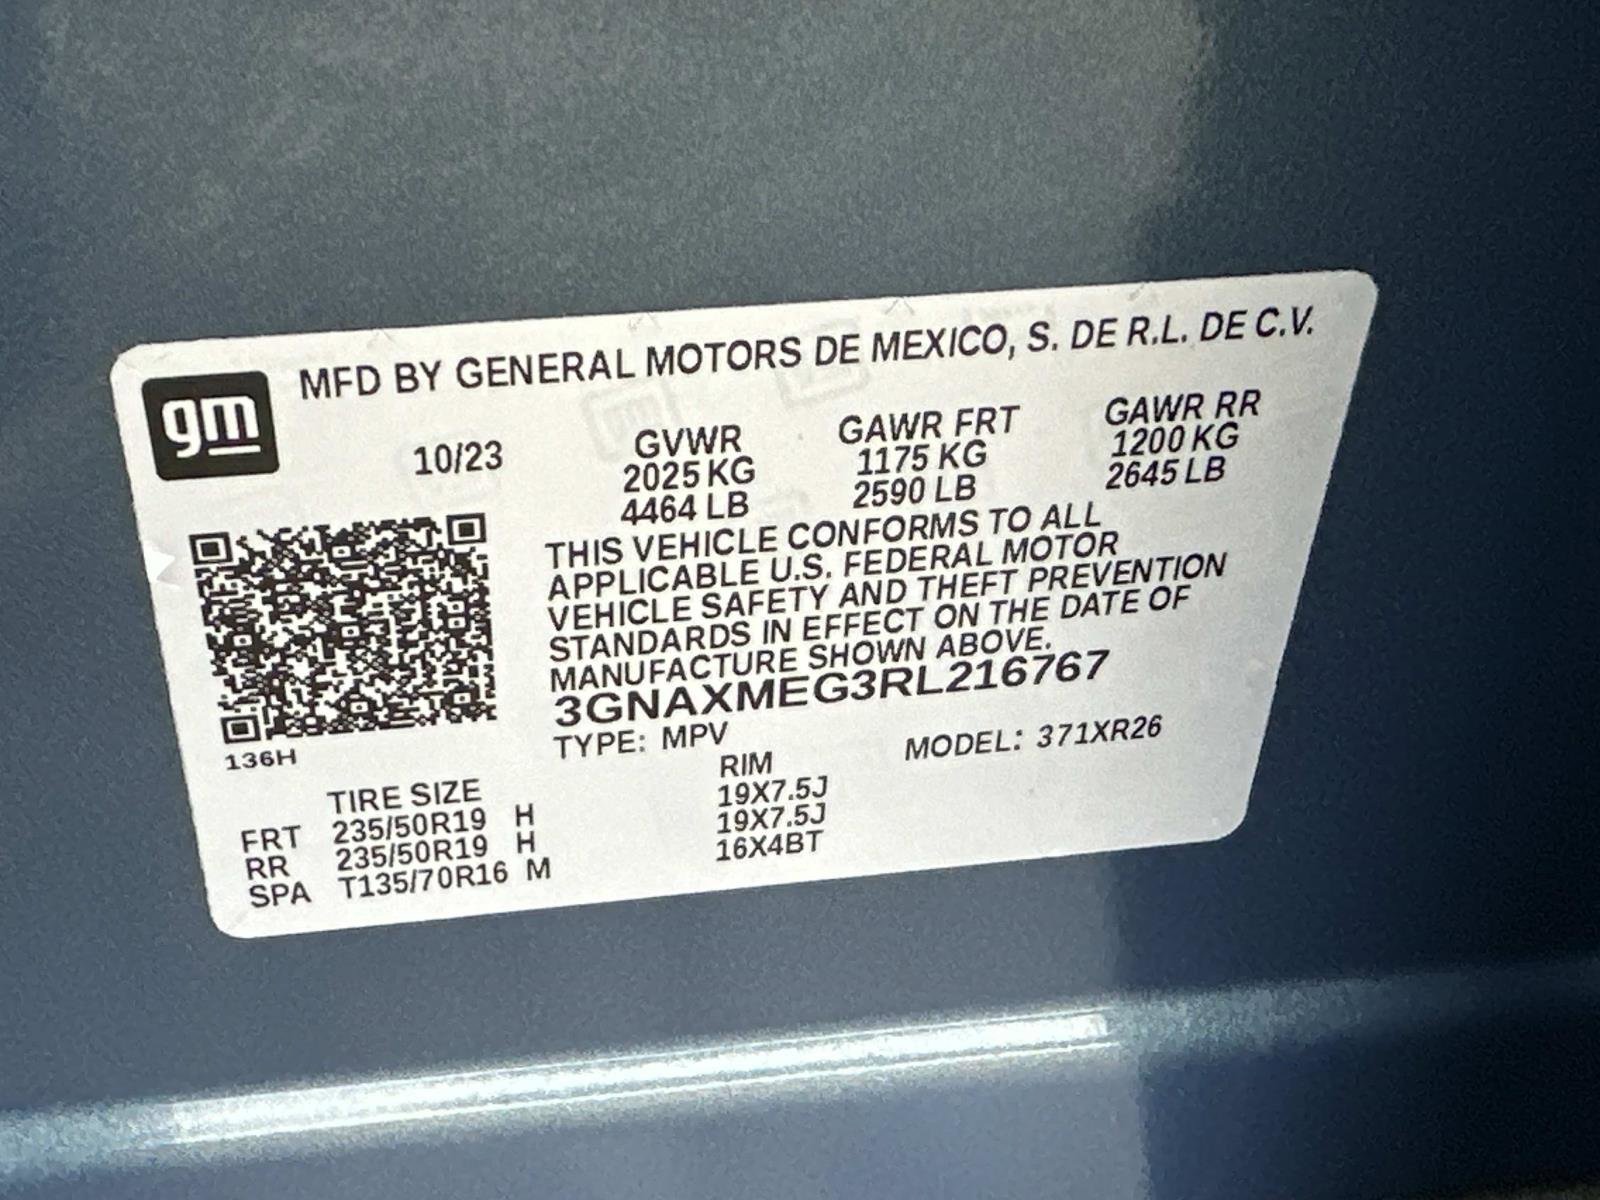 gm
MFD BY GENERAL MOTORS DE MEXICO, S. DE R.L. DE C.V.
10/23
GVWR GAWR FRT GAWR RR
2025 KG 1175 KG 1200 KG
4464 LB 2590 LB 2645 LB
THIS VEHICLE CONFORMS TO ALL
APPLICABLE U.S. FEDERAL MOTOR
VEHICLE SAFETY AND THEFT PREVENTION
STANDARDS IN EFFECT ON THE DATE OF
MANUFACTURE SHOWN ABOVE.
3GNAXMEG3RL216767
TYPE: MPV MODEL: 371XR26
136H
TIRE SIZE RIM
FRT 235/50R19 H 19X7.5J
RR 235/50R19 H 19X7.5J
SPA T135/70R16 M 16X4BT